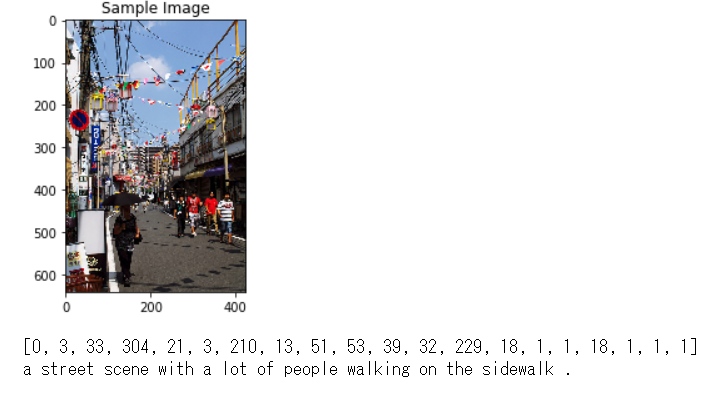 Sample Image
0
100
200
300
400
500
600
0 200 400
[0, 3, 33, 304, 21, 3, 210, 13, 51, 53, 39, 32, 229, 18, 1, 1, 18, 1, 1, 1]
a street scene with a lot of people walking on the sidewalk .